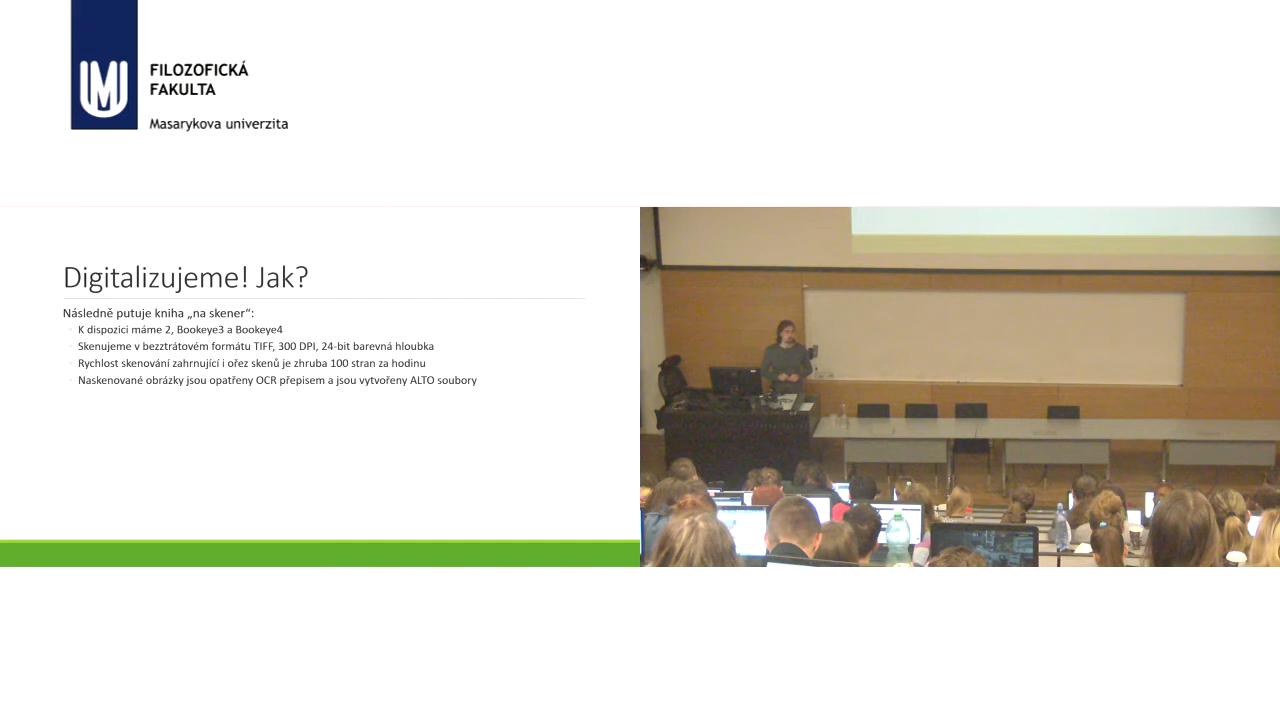 FILOZOFICKÁ
FAKULTA
Masarykova univerzita
Digitalizujeme! Jak?
Následně putuje kniha „na skener“:
K dispozici máme 2, Bookeye3 a Bookeye4
Skenujeme v bezztrátovém formátu TIFF, 300 DPI, 24-bit barevná hloubka
Rychlost skenování zahrnující i ořez skenů je zhruba 100 stran za hodinu
Naskenované obrázky jsou opatřeny OCR přepisem a jsou vytvořeny ALTO soubory